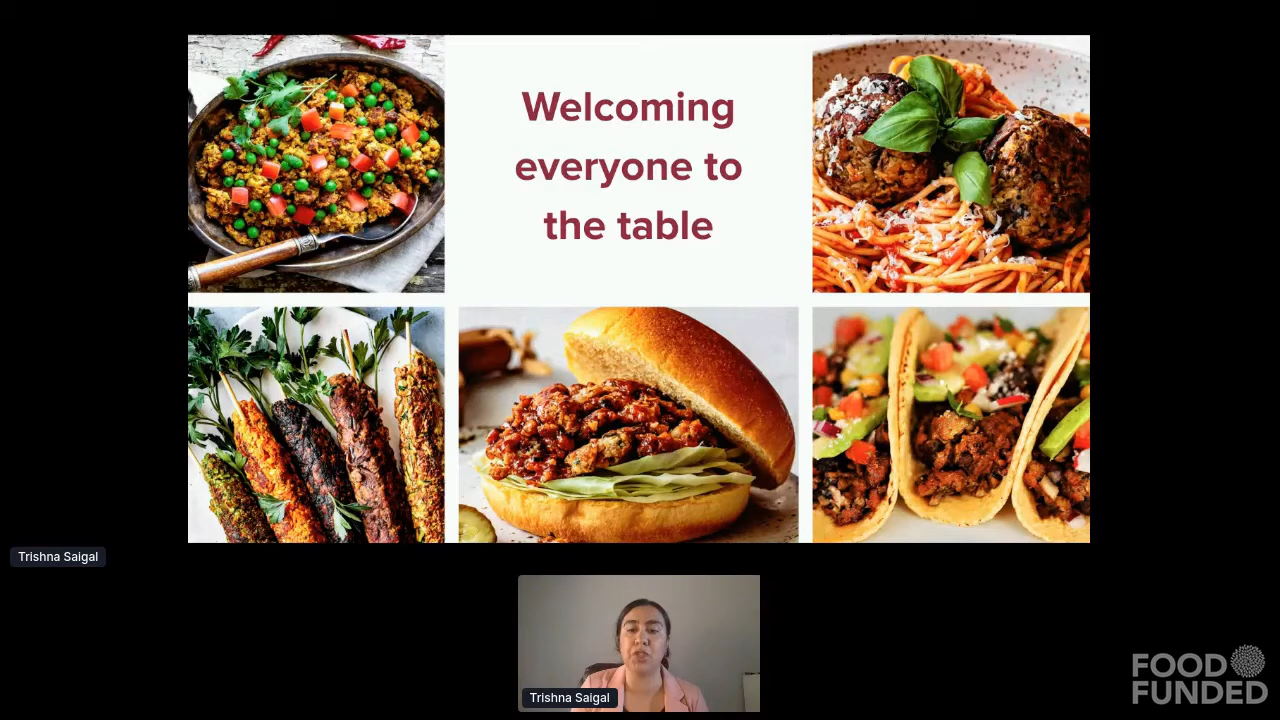 Welcoming
everyone to
the table
Trishna Saigal
Trishna Saigal
FOOD
FUNDED